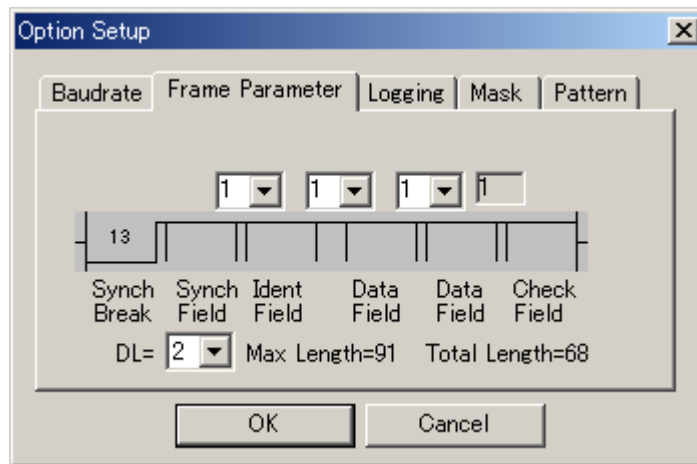 Option Setup
Baudrate Frame Parameter Logging Mask Pattern
1 1 1 1
13
Synch Break Synch Field Ident Field Data Field Data Field Check Field
DL= 2 Max Length=91 Total Length=68
OK Cancel